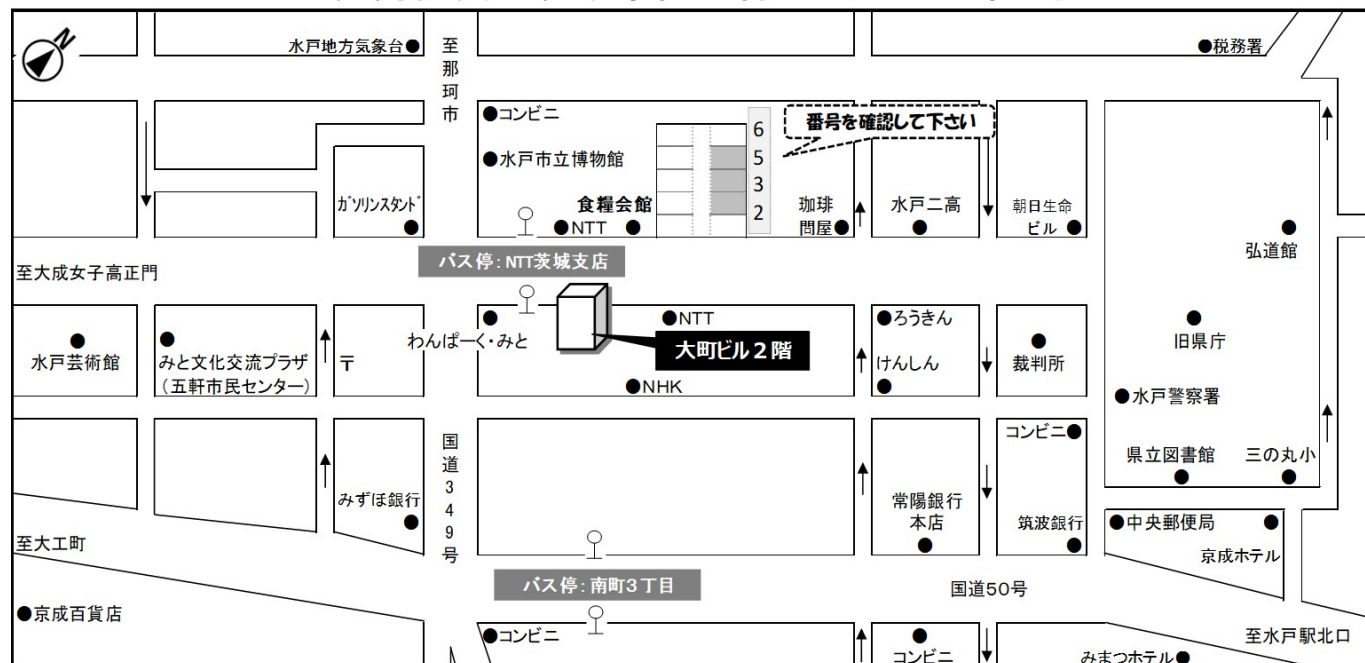 N
水戸地方気象台
至那珂市
税務署
コンビニ
水戸市立博物館
食糧会館
NTT
6
5
3
2
番号を確認して下さい
珈琲
問屋
水戸二高
朝日生命
ビル
弘道館
ガソリンスタンド
バス停:NTT茨城支店
至大成女子高正門
水戸芸術館
みと文化交流プラザ
(五軒市民センター)
〒
わんぱーく・みと
NTT
大町ビル2階
NHK
ろうきん
けんしん
裁判所
旧県庁
水戸警察署
県立図書館
三の丸小
コンビニ
国道349号
みずほ銀行
常陽銀行
本店
筑波銀行
中央郵便局
京成ホテル
至大工町
バス停:南町3丁目
国道50号
京成百貨店
コンビニ
コンビニ
至水戸駅北口
みまつホテル